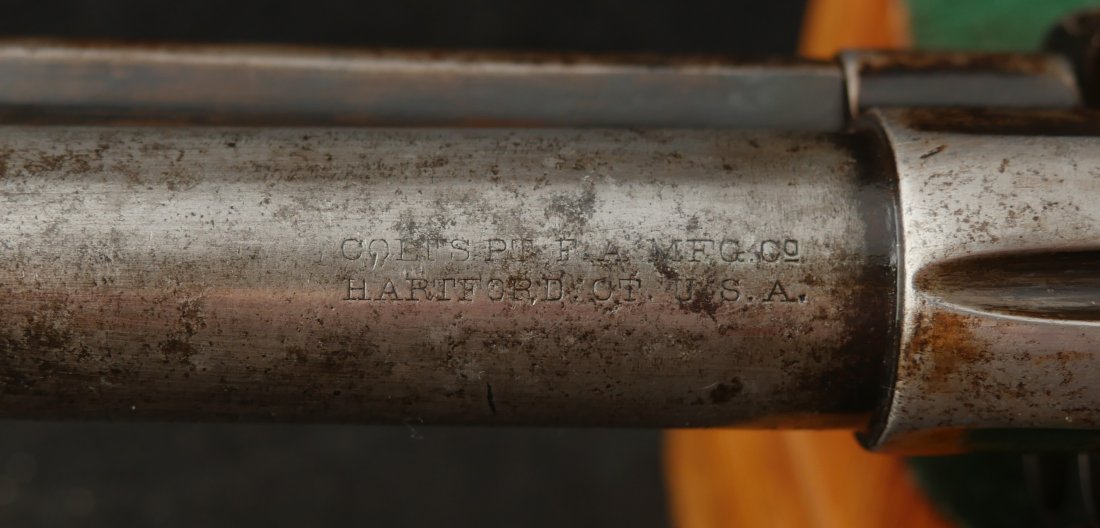 COLT'S PT. F. A. MFG. Co
HARTFORD. CT. U. S. A.